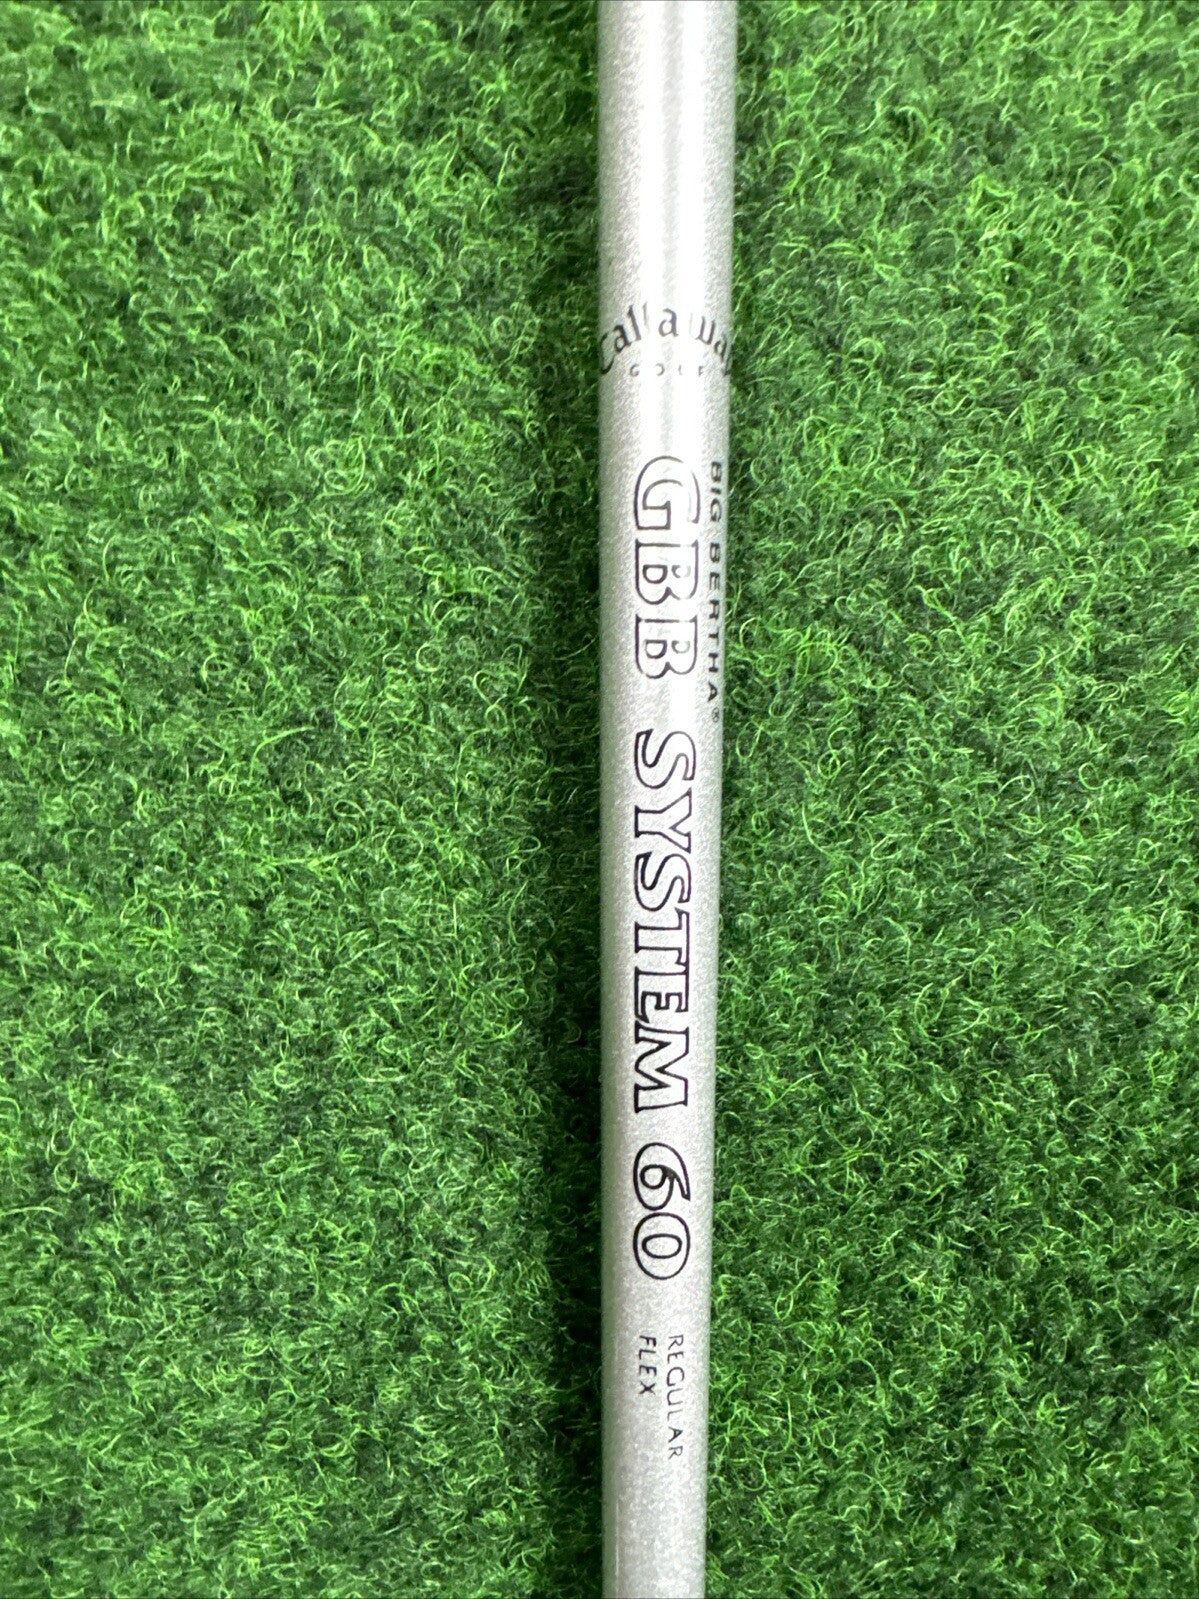 Callaway
GOLF
BIG BERTHA®
GBB SYSTEM 60
REGULAR
FLEX